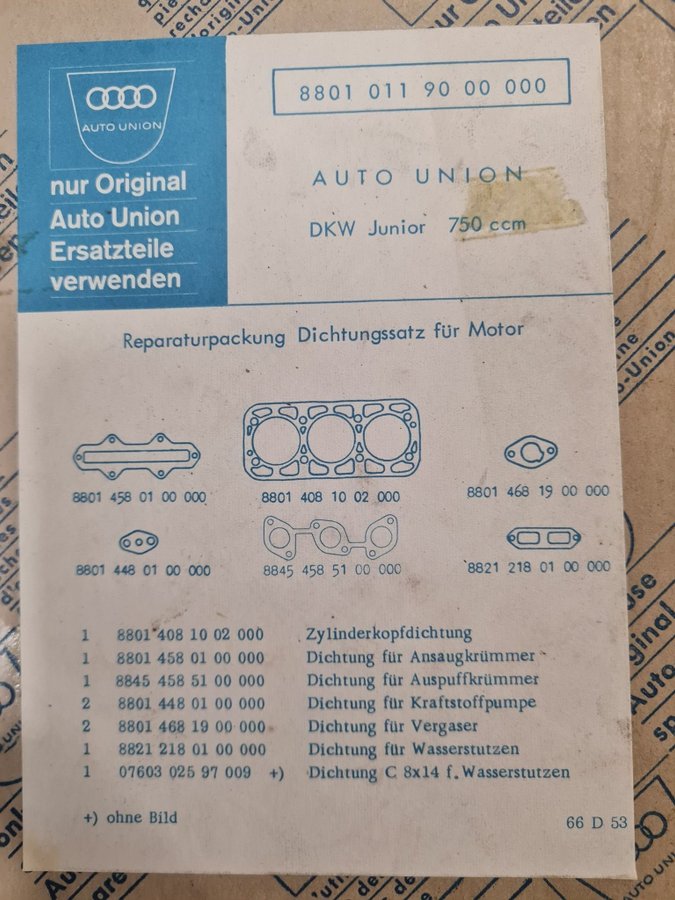 AUTO UNION
nur Original
Auto Union
Ersatzteile
verwenden
8801 011 90 00 000
AUTO UNION
DKW Junior 750 ccm
Reparaturpackung Dichtungssatz für Motor
8801 458 01 00 000
8801 408 10 02 000
8801 468 19 00 000
8801 448 01 00 000
8845 458 51 00 000
8821 218 01 00 000
1 8801 408 10 02 000 Zylinderkopfdichtung
1 8801 458 01 00 000 Dichtung für Ansaugkrümmer
1 8845 458 51 00 000 Dichtung für Auspuffkrümmer
2 8801 448 01 00 000 Dichtung für Kraftstoffpumpe
2 8801 468 19 00 000 Dichtung für Vergaser
1 8821 218 01 00 000 Dichtung für Wasserstutzen
1 07603 025 97 009 +) Dichtung C 8x14 f. Wasserstutzen
+) ohne Bild
66 D 53